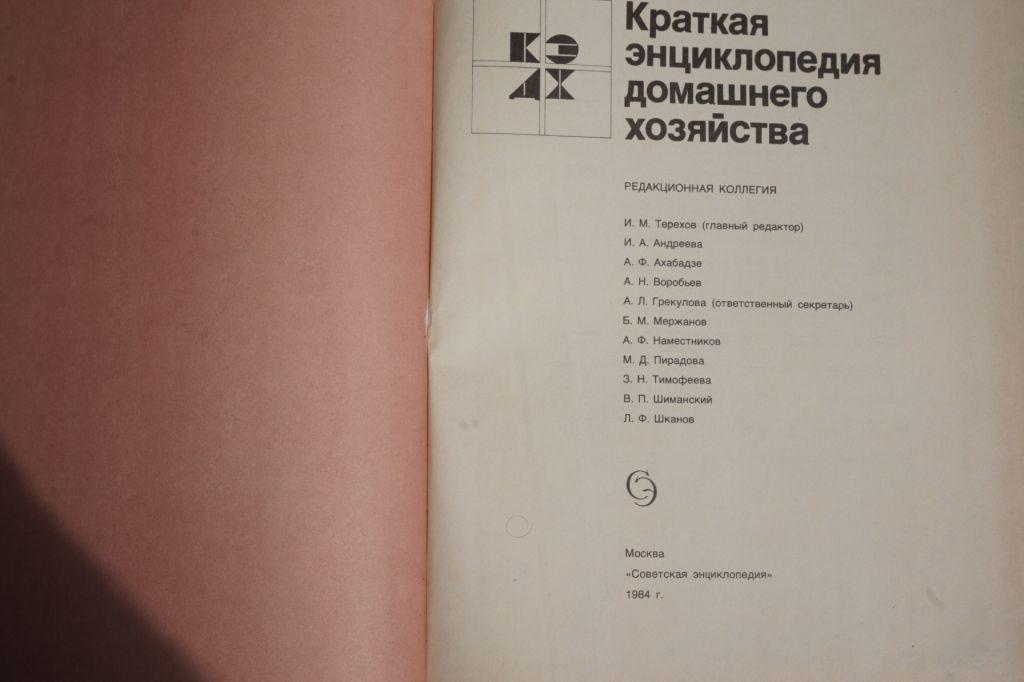 КЭ
ДХ
Краткая
энциклопедия
домашнего
хозяйства
РЕДАКЦИОННАЯ КОЛЛЕГИЯ
И. М. Терехов (главный редактор)
И. А. Андреева
А. Ф. Ахабадзе
А. Н. Воробьев
А. Л. Грекулова (ответственный секретарь)
Б. М. Мержанов
А. Ф. Наместников
М. Д. Пирадова
З. Н. Тимофеева
В. П. Шиманский
Л. Ф. Шканов
СЭ
Москва
«Советская энциклопедия»
1984 г.